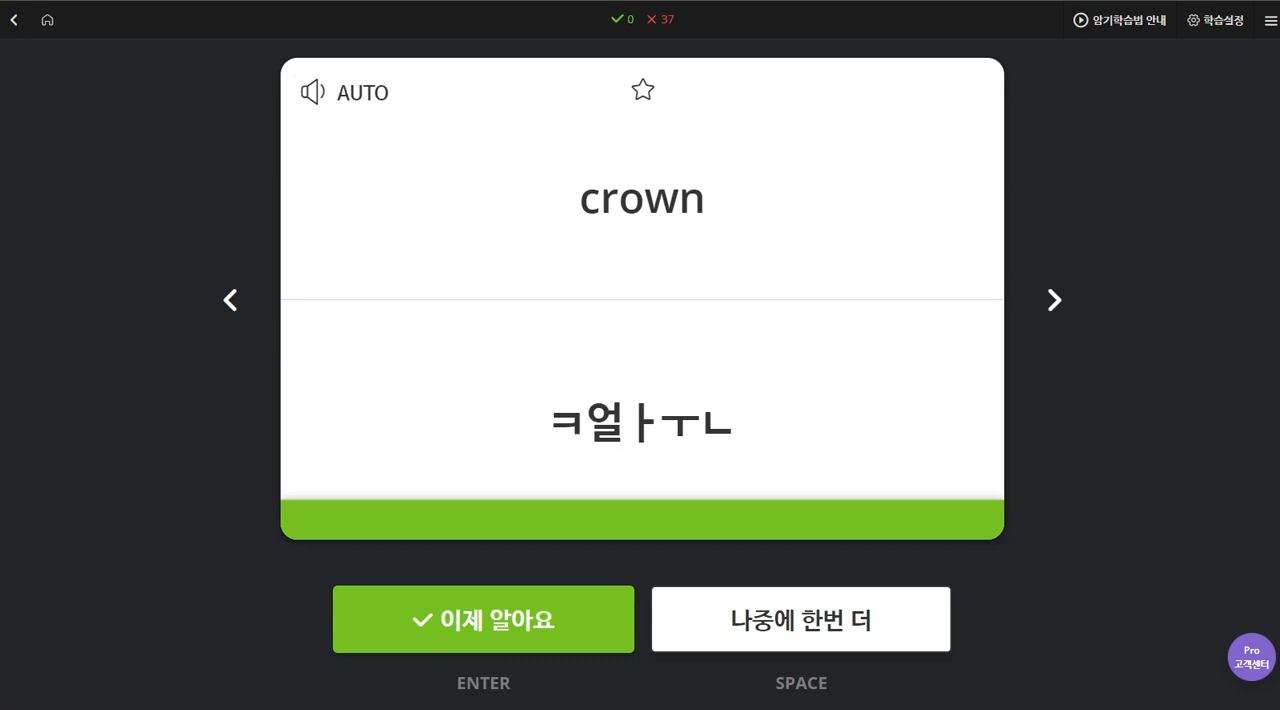 0 37 암기학습법 안내 학습설정
AUTO
crown
ㅋ얼ㅏㅜㄴ
이제 알아요 나중에 한번 더
ENTER SPACE
Pro
고객센터